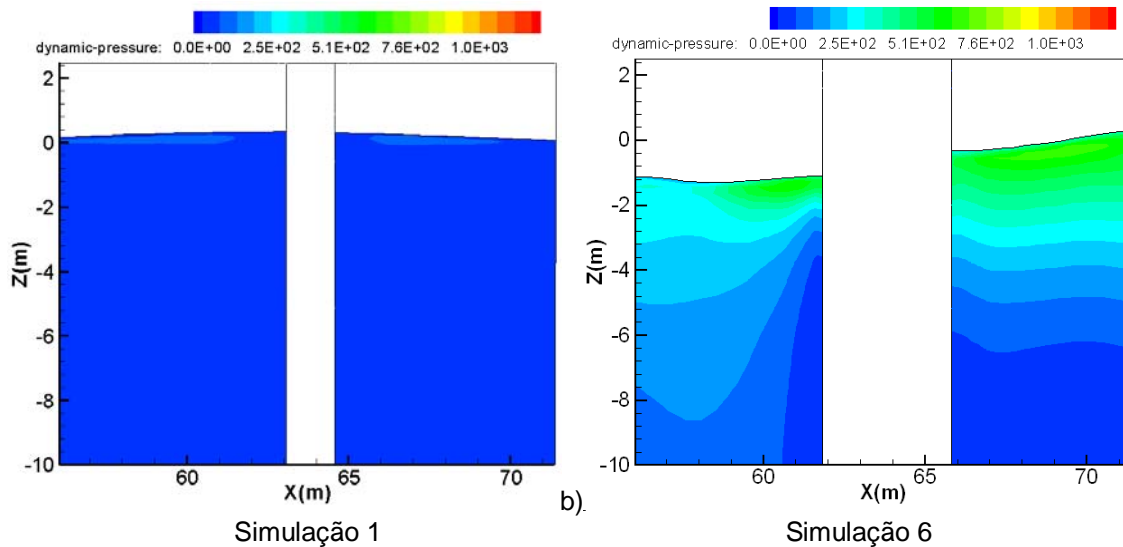 dynamic-pressure: 0.0E+00 2.5E+02 5.1E+02 7.6E+02 1.0E+03
2
0
-2
-4
-6
-8
-10
Z(m)
60 65 70
X(m)
Simulação 1
b).
dynamic-pressure: 0.0E+00 2.5E+02 5.1E+02 7.6E+02 1.0E+03
2
0
-2
-4
-6
-8
-10
Z(m)
60 65 70
X(m)
Simulação 6